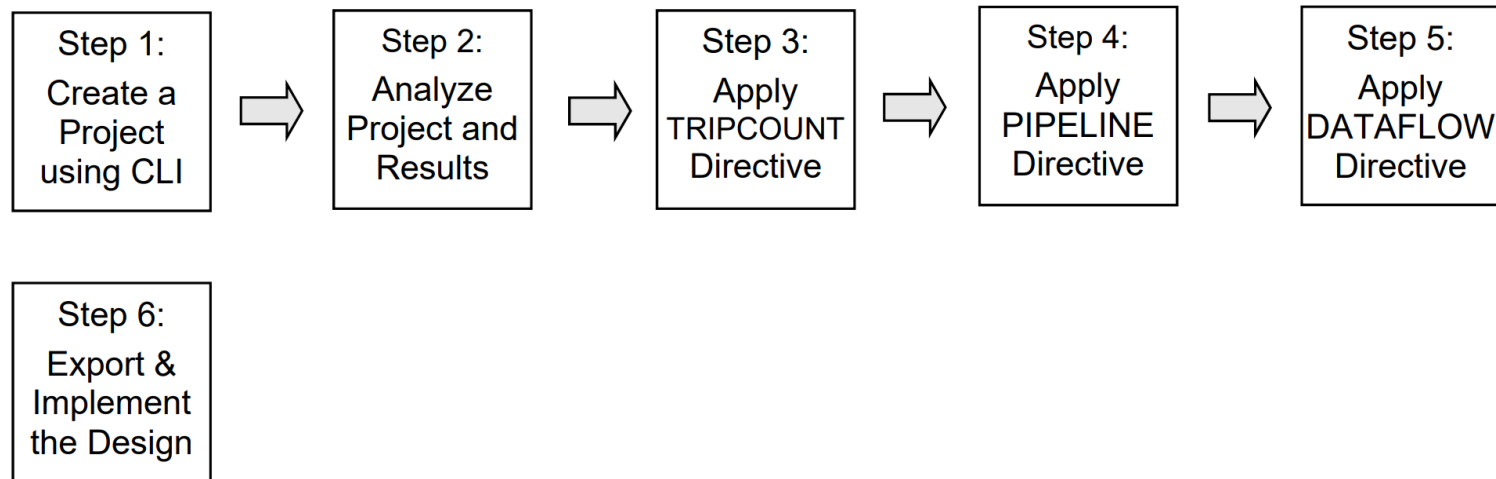 Step 1:
Create a
Project
using CLI
Step 2:
Analyze
Project and
Results
Step 3:
Apply
TRIPCOUNT
Directive
Step 4:
Apply
PIPELINE
Directive
Step 5:
Apply
DATAFLOW
Directive
Step 6:
Export &
Implement
the Design